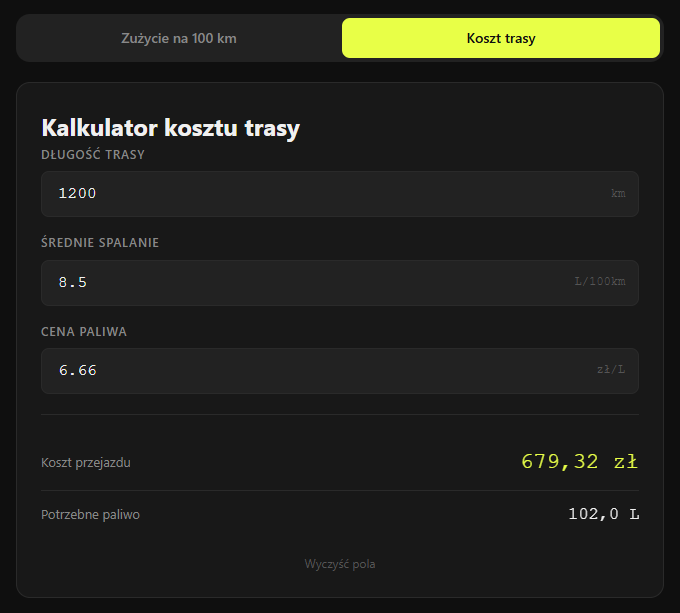 Zużycie na 100 km
Koszt trasy
Kalkulator kosztu trasy
DŁUGOŚĆ TRASY
1200 km
ŚREDNIE SPALANIE
8.5 L/100km
CENA PALIWA
6.66 zł/L
Koszt przejazdu 679,32 zł
Potrzebne paliwo 102,0 L
Wyczyść pola